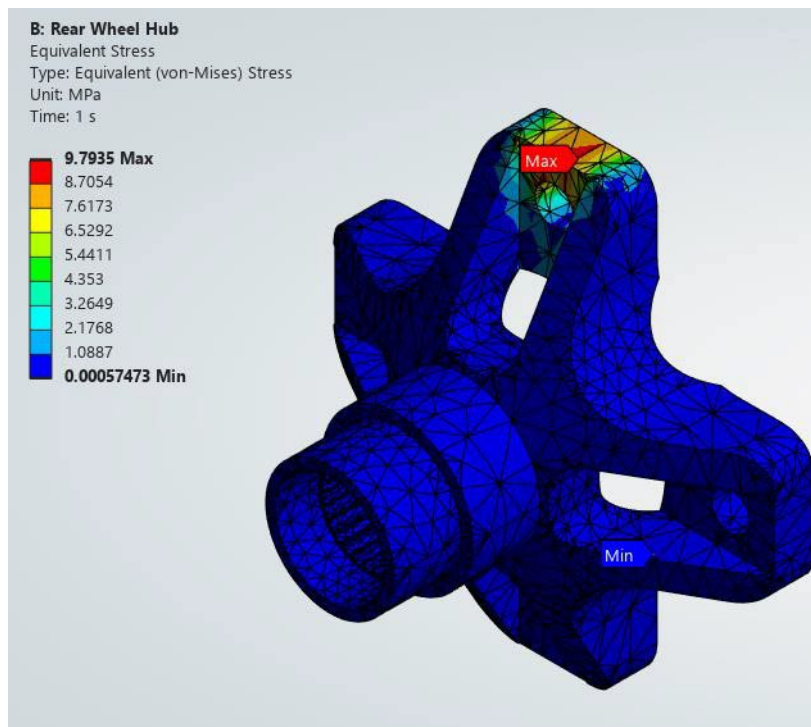 B: Rear Wheel Hub
Equivalent Stress
Type: Equivalent (von-Mises) Stress
Unit: MPa
Time: 1 s
9.7935 Max
8.7054
7.6173
6.5292
5.4411
4.353
3.2649
2.1768
1.0887
0.00057473 Min
Max
Min